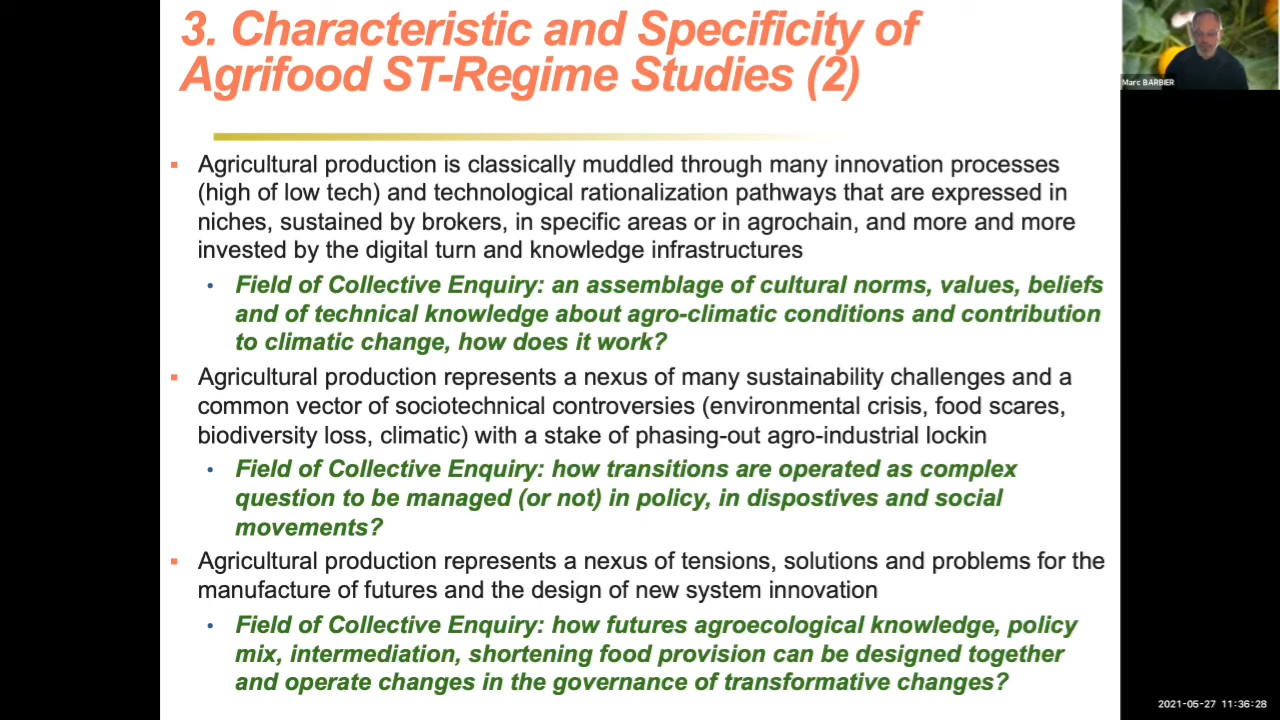 3. Characteristic and Specificity of
Agrifood ST-Regime Studies (2)
Marc BARBIER
Agricultural production is classically muddled through many innovation processes
(high of low tech) and technological rationalization pathways that are expressed in
niches, sustained by brokers, in specific areas or in agrochain, and more and more
invested by the digital turn and knowledge infrastructures
Field of Collective Enquiry: an assemblage of cultural norms, values, beliefs
and of technical knowledge about agro-climatic conditions and contribution
to climatic change, how does it work?
Agricultural production represents a nexus of many sustainability challenges and a
common vector of sociotechnical controversies (environmental crisis, food scares,
biodiversity loss, climatic) with a stake of phasing-out agro-industrial lockin
Field of Collective Enquiry: how transitions are operated as complex
question to be managed (or not) in policy, in dispostives and social
movements?
Agricultural production represents a nexus of tensions, solutions and problems for the
manufacture of futures and the design of new system innovation
Field of Collective Enquiry: how futures agroecological knowledge, policy
mix, intermediation, shortening food provision can be designed together
and operate changes in the governance of transformative changes?
2021-05-27 11:36:28